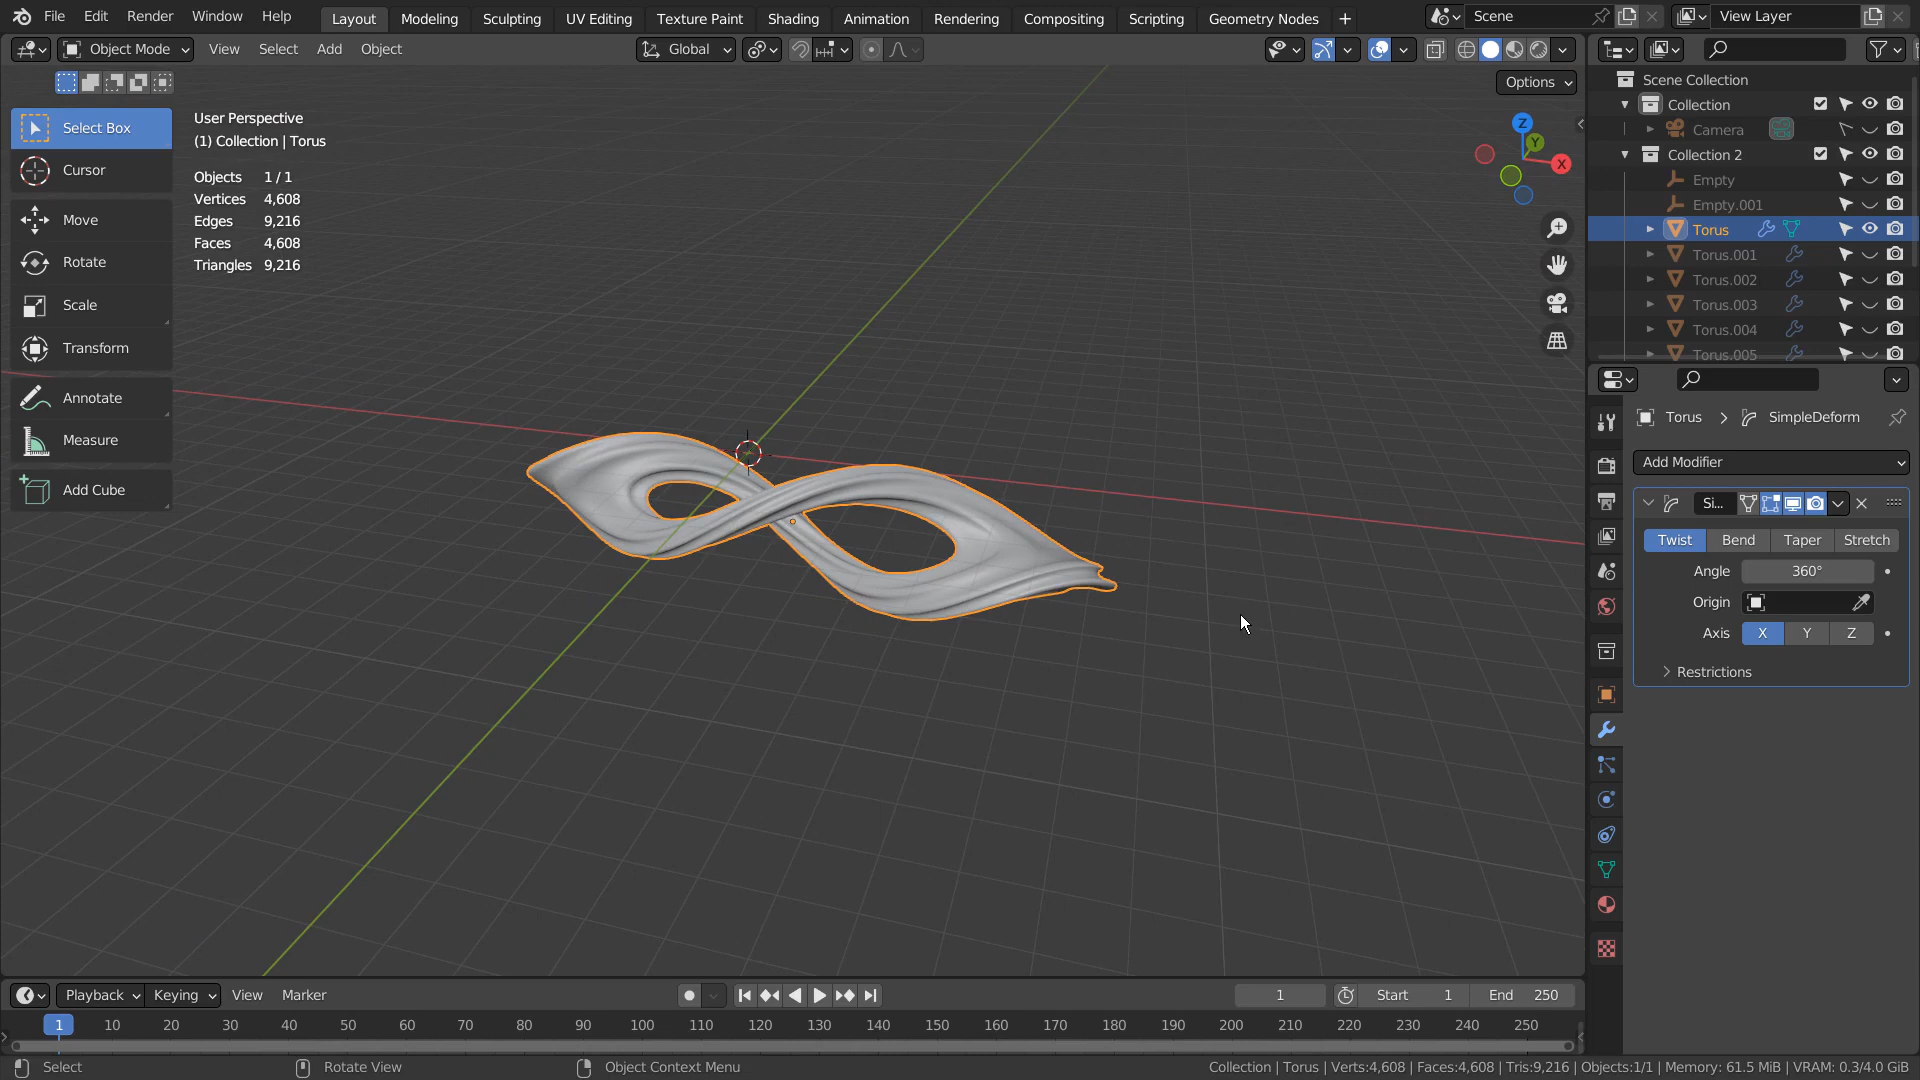 File Edit Render Window Help Layout Modeling Sculpting UV Editing Texture Paint Shading Animation Rendering Compositing Scripting Geometry Nodes + Scene View Layer
Object Mode View Select Add Object Global
Options
Select Box
Cursor
Move
Rotate
Scale
Transform
Annotate
Measure
Add Cube
User Perspective
(1) Collection | Torus
Objects 1 / 1
Vertices 4,608
Edges 9,216
Faces 4,608
Triangles 9,216
Z
Y
X
Scene Collection
Collection
Camera
Collection 2
Empty
Empty.001
Torus
Torus.001
Torus.002
Torus.003
Torus.004
Torus.005
Torus > SimpleDeform
Add Modifier
Si...
Twist Bend Taper Stretch
Angle 360°
Origin
Axis X Y Z
Restrictions
Playback Keying View Marker 1 Start 1 End 250
1 10 20 30 40 50 60 70 80 90 100 110 120 130 140 150 160 170 180 190 200 210 220 230 240 250
Select Rotate View Object Context Menu Collection | Torus | Verts:4,608 | Faces:4,608 | Tris:9,216 | Objects:1/1 | Memory: 61.5 MiB | VRAM: 0.3/4.0 GiB